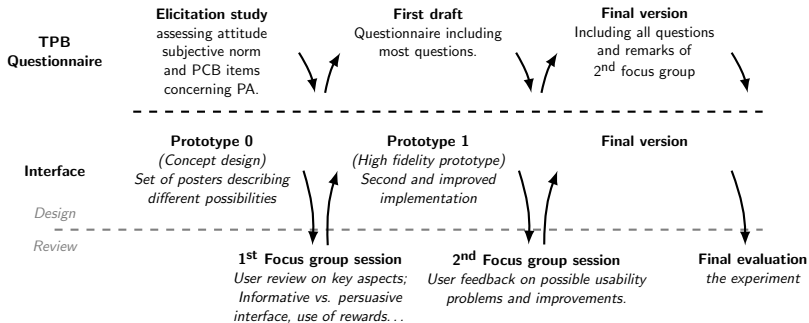 TPB
Questionnaire
Elicitation study
assessing attitude
subjective norm
and PCB items
concerning PA.
First draft
Questionnaire including
most questions.
Final version
Including all questions
and remarks of
2nd focus group
Interface
Prototype 0
(Concept design)
Set of posters describing
different possibilities
Prototype 1
(High fidelity prototype)
Second and improved
implementation
Final version
Design
Review
1st Focus group session
User review on key aspects;
Informative vs. persuasive
interface, use of rewards...
2nd Focus group session
User feedback on possible usability
problems and improvements.
Final evaluation
the experiment